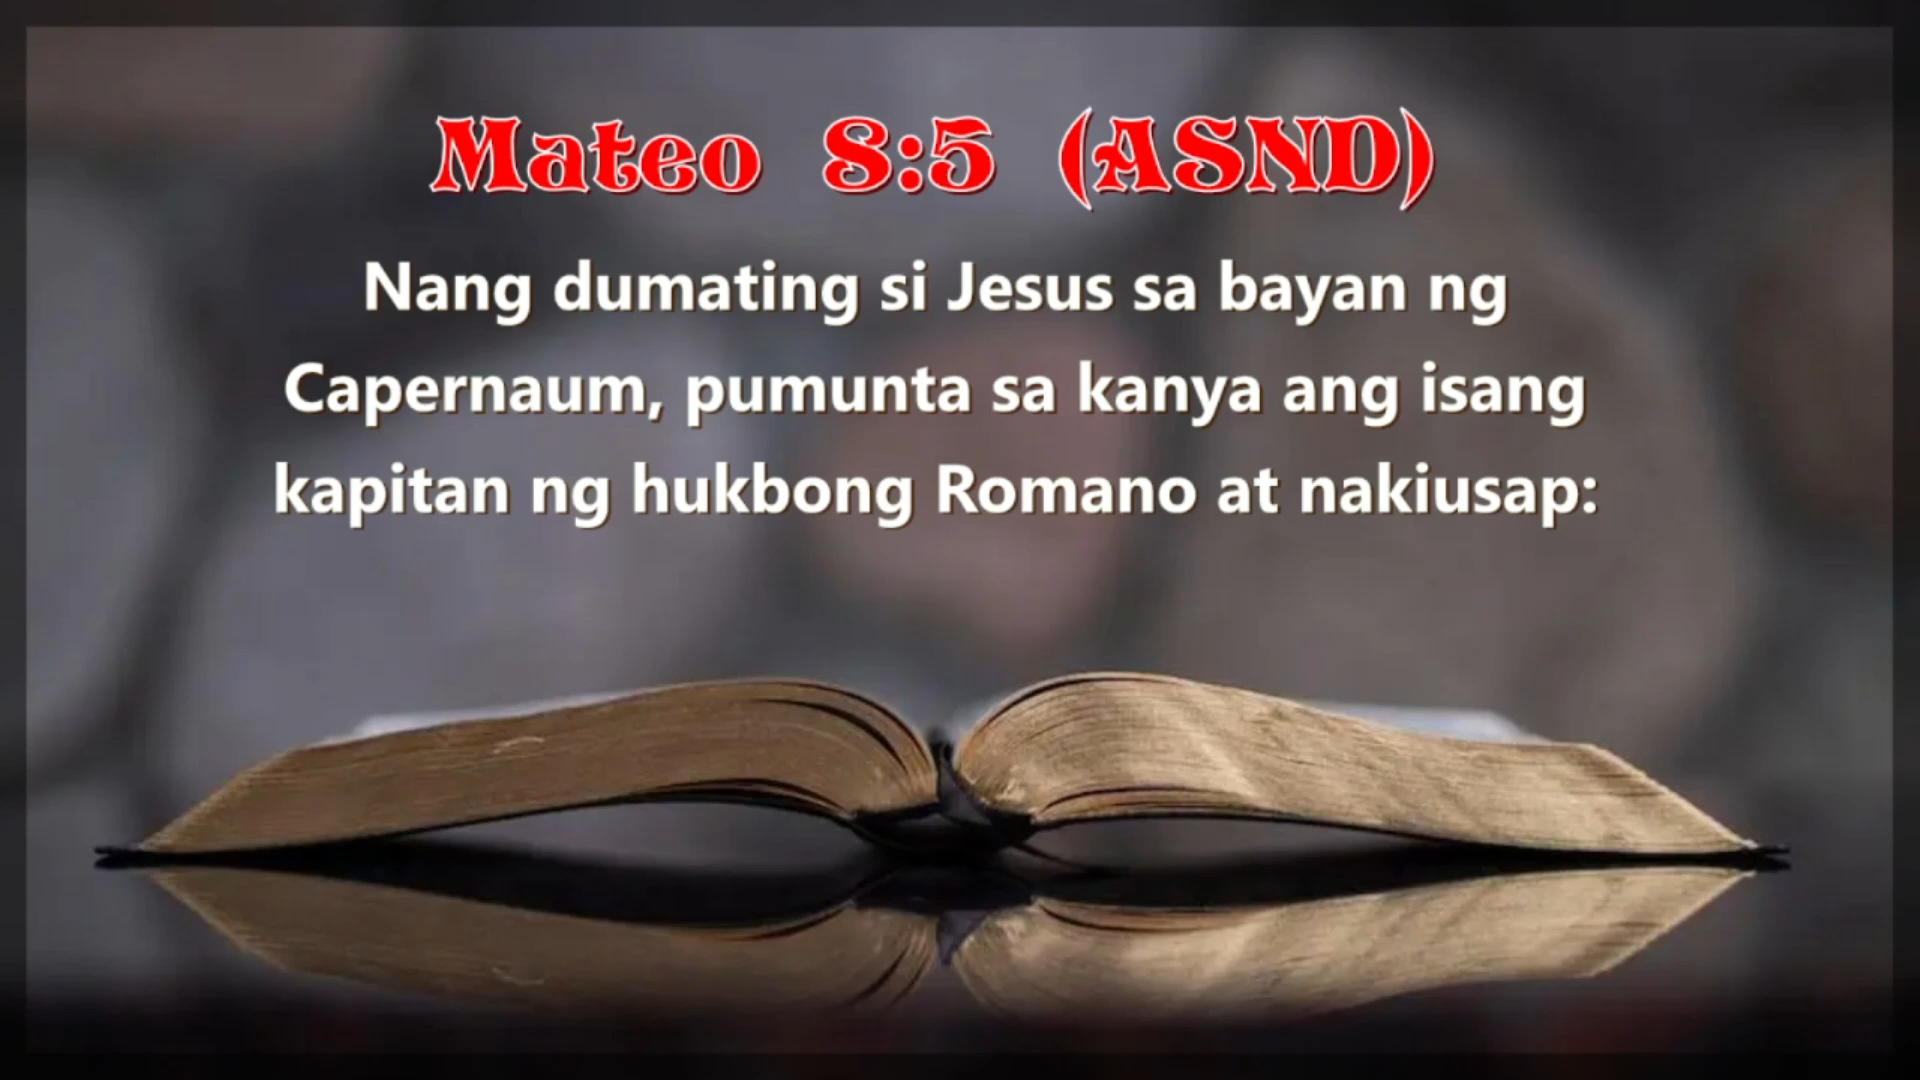 Mateo 8:5 (ASND)
Nang dumating si Jesus sa bayan ng
Capernaum, pumunta sa kanya ang isang
kapitan ng hukbong Romano at nakiusap: